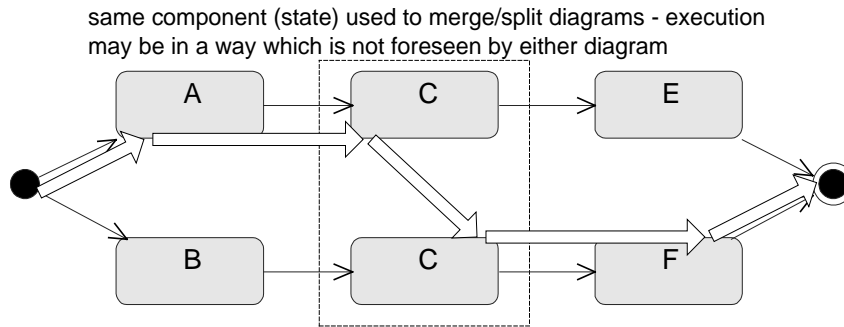 same component (state) used to merge/split diagrams - execution
may be in a way which is not foreseen by either diagram
A
C
E
B
C
F